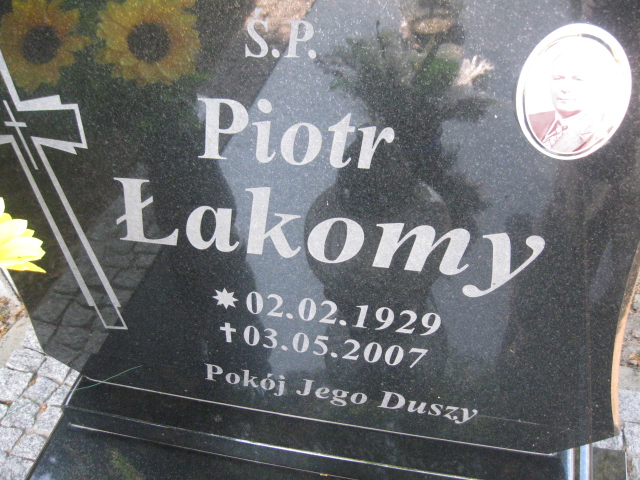 S.P.
Piotr
Łakomy
* 02.02.1929
† 03.05.2007
Pokój Jego Duszy